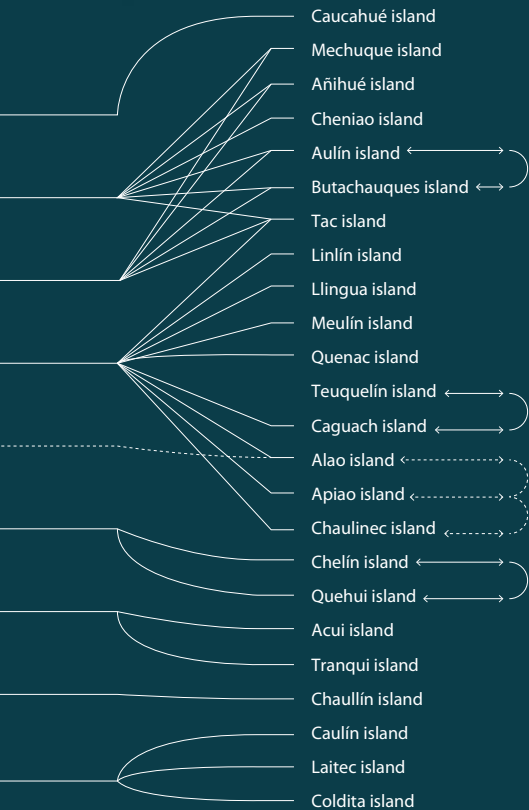 Caucahué island
Mechuque island
Añihué island
Cheniao island
Aulín island
Butachauques island
Tac island
Linlín island
Llingua island
Meulín island
Quenac island
Teuquelín island
Caguach island
Alao island
Apiao island
Chaulinec island
Chelín island
Quehui island
Acui island
Tranqui island
Chaullín island
Caulín island
Laitec island
Coldita island